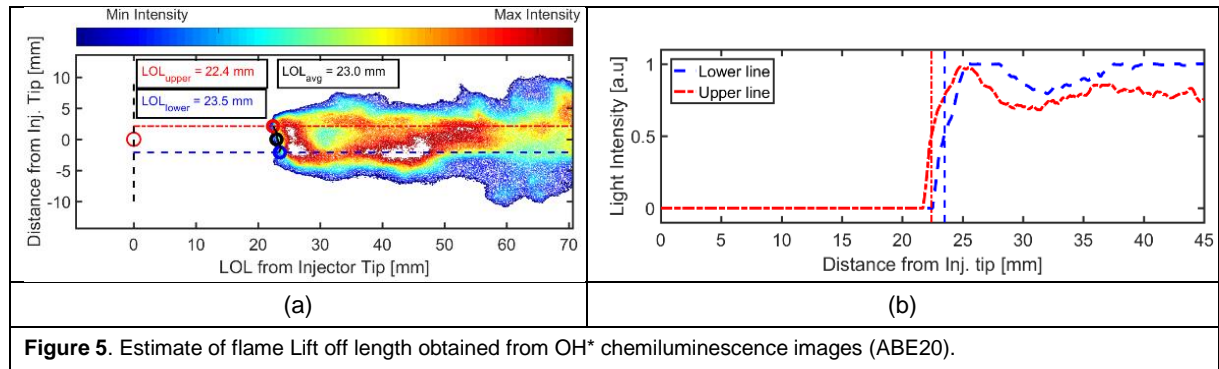 Min Intensity
Max Intensity
LOL_upper = 22.4 mm
LOL_avg = 23.0 mm
LOL_lower = 23.5 mm
Distance from Inj. Tip [mm]
10
5
0
-5
-10
0 10 20 30 40 50 60 70
LOL from Injector Tip [mm]
(a)
Lower line
Upper line
Light Intensity [a.u]
1
0.5
0
0 5 10 15 20 25 30 35 40 45
Distance from Inj. tip [mm]
(b)
Figure 5. Estimate of flame Lift off length obtained from OH* chemiluminescence images (ABE20).